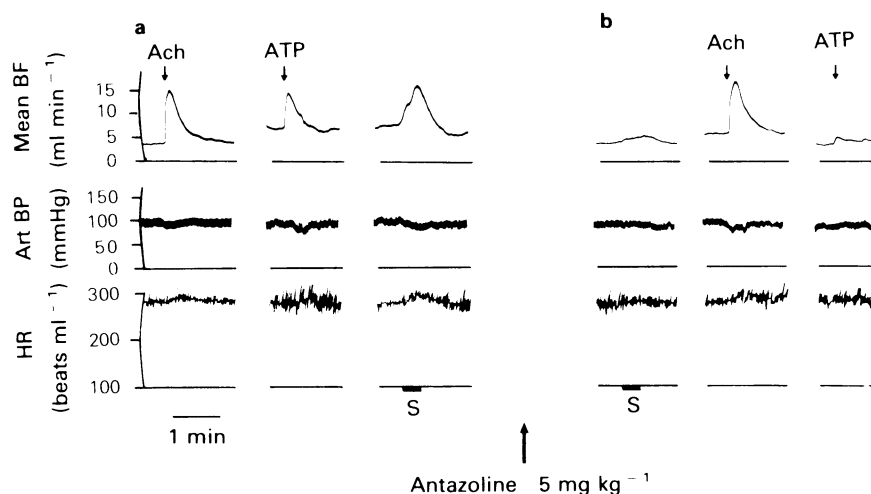 a
b
Ach
ATP
Ach
ATP
Mean BF
(ml min⁻¹)
15
10
5
0
Art BP
(mmHg)
150
100
50
0
HR
(beats ml⁻¹)
300
200
100
S
S
1 min
Antazoline 5 mg kg⁻¹